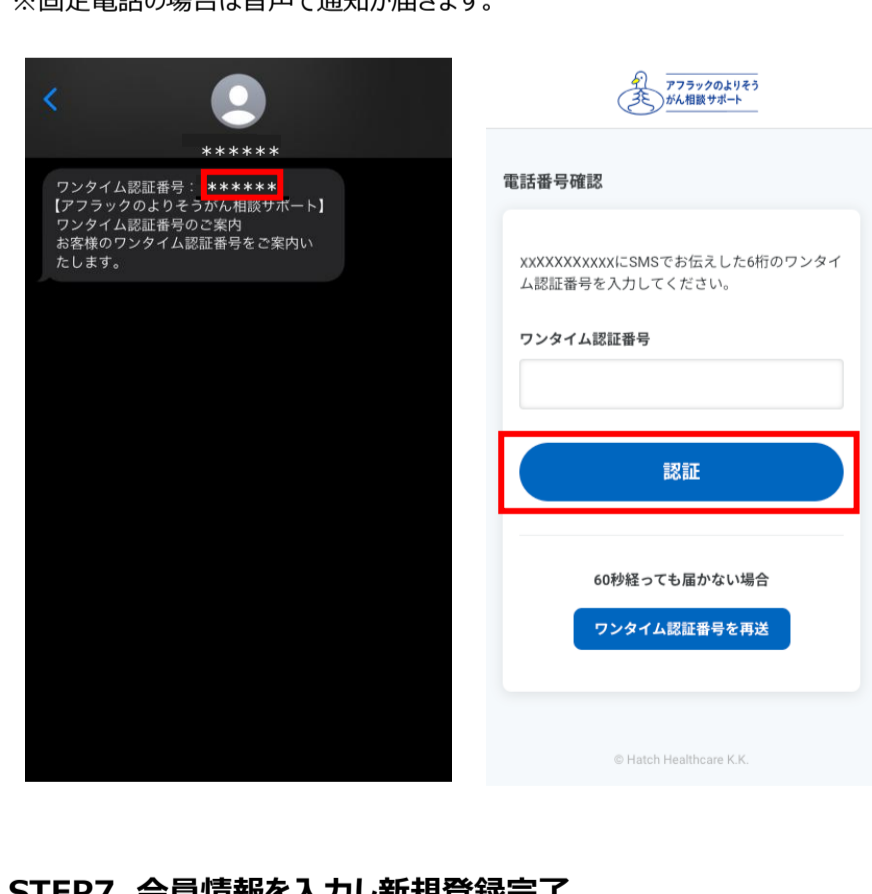 ※固定電話の場合は音声で通知が届きます。
******
ワンタイム認証番号： ******
【アフラックのよりそうがん相談サポート】
ワンタイム認証番号のご案内
お客様のワンタイム認証番号をご案内い
たします。
アフラックのよりそう
がん相談サポート
電話番号確認
xxXXXXXXXxxxにSMSでお伝えした6桁のワンタイ
ム認証番号を入力してください。
ワンタイム認証番号
認証
60秒経っても届かない場合
ワンタイム認証番号を再送
© Hatch Healthcare K.K.
STEP7 会員情報を入力し新規登録完了